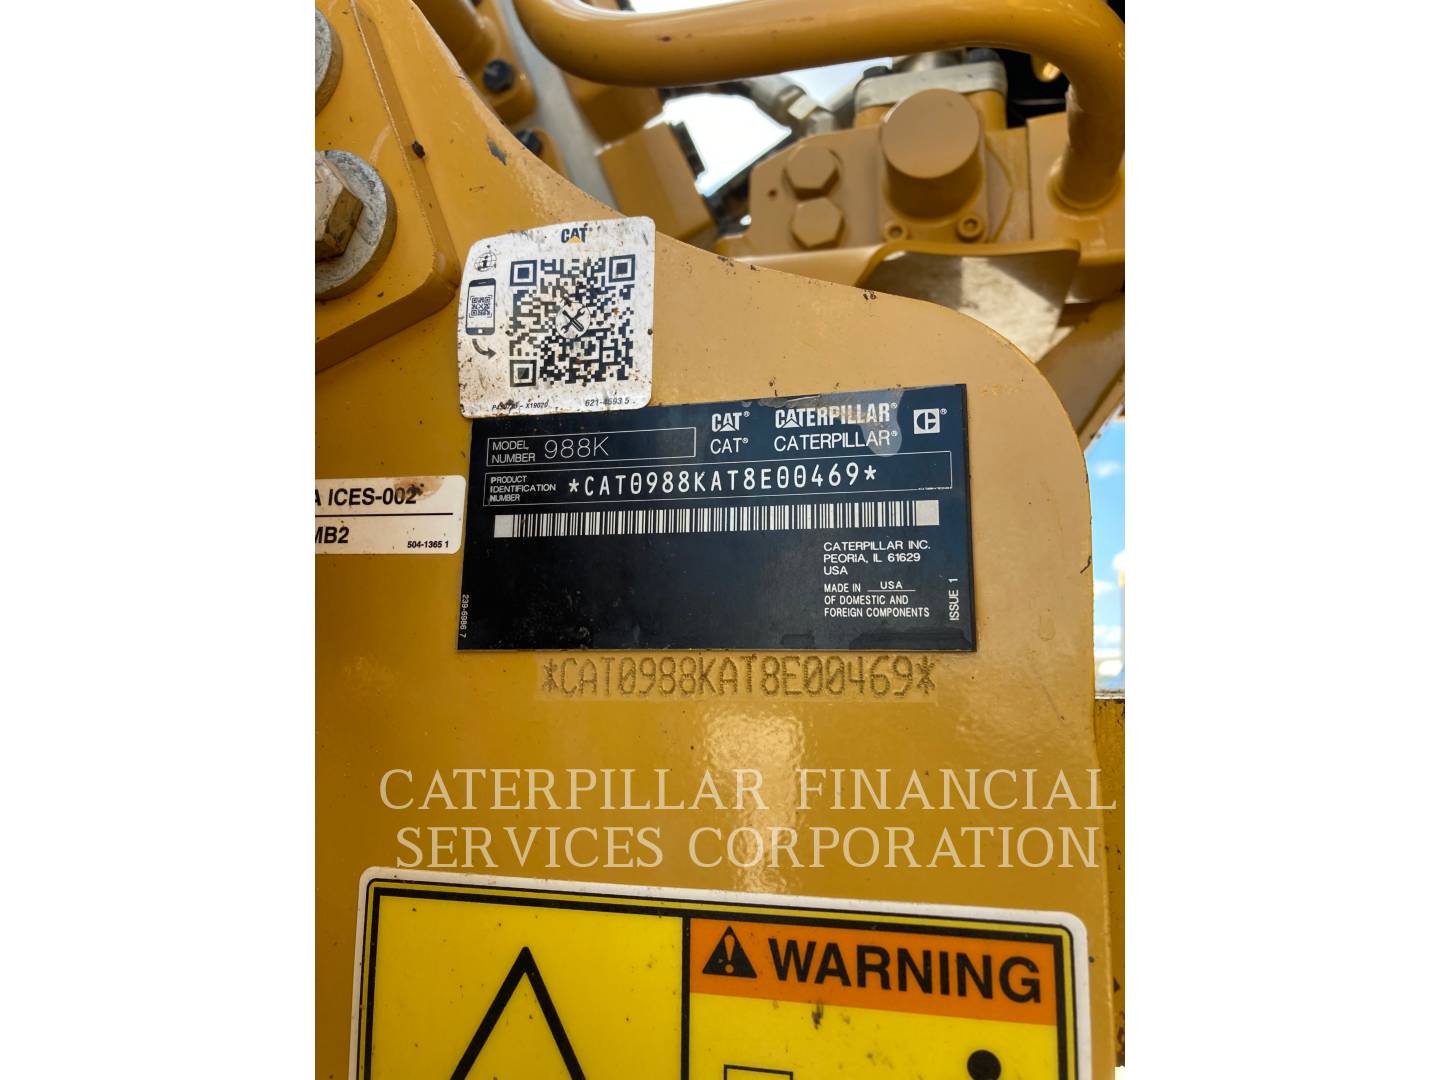 CAT®
621-4693 5
MODEL NUMBER 988K
CAT® CATERPILLAR®
CAT® CATERPILLAR®
PRODUCT IDENTIFICATION NUMBER *CAT0988KAT8E00469*
A ICES-002
MB2
504-1365 1
CATERPILLAR INC.
PEORIA, IL 61629
USA
MADE IN USA
OF DOMESTIC AND
FOREIGN COMPONENTS
ISSUE 1
239-6986 7
*CAT0988KAT8E00469*
CATERPILLAR FINANCIAL
SERVICES CORPORATION
WARNING